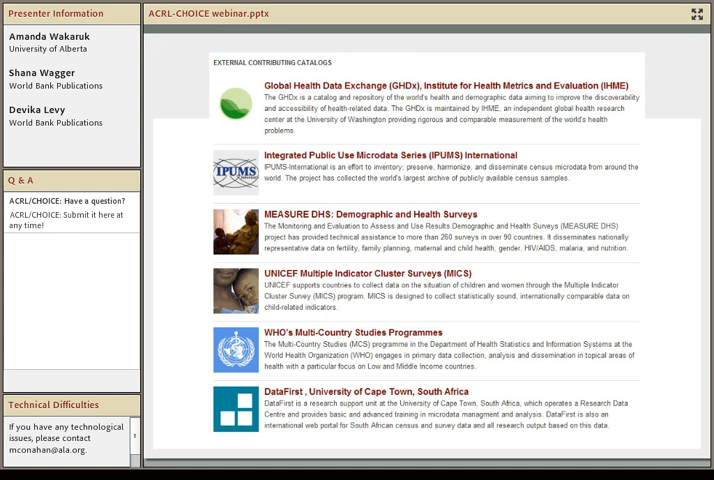 Presenter Information
Amanda Wakaruk
University of Alberta
Shana Wagger
World Bank Publications
Devika Levy
World Bank Publications
Q & A
ACRL/CHOICE: Have a question?
ACRL/CHOICE: Submit it here at
any time!
Technical Difficulties
If you have any technological
issues, please contact
mconahan@ala.org.
ACRL-CHOICE webinar.pptx
EXTERNAL CONTRIBUTING CATALOGS
Global Health Data Exchange (GHDx), Institute for Health Metrics and Evaluation (IHME)
The GHDx is a catalog and repository of the world's health and demographic data aiming to improve the discoverability
and accessibility of health-related data. The GHDx is maintained by IHME, an independent global health research
center at the University of Washington providing rigorous and comparable measurement of the world's health
problems.
IPUMS
Integrated Public Use Microdata Series (IPUMS) International
IPUMS-International is an effort to inventory, preserve, harmonize, and disseminate census microdata from around the
world. The project has collected the world's largest archive of publicly available census samples.
MEASURE DHS: Demographic and Health Surveys
The Monitoring and Evaluation to Assess and Use Results Demographic and Health Surveys (MEASURE DHS)
project has provided technical assistance to more than 260 surveys in over 90 countries. It disseminates nationally
representative data on fertility, family planning, maternal and child health, gender, HIV/AIDS, malaria, and nutrition.
UNICEF Multiple Indicator Cluster Surveys (MICS)
UNICEF supports countries to collect data on the situation of children and women through the Multiple Indicator
Cluster Survey (MICS) program. MICS is designed to collect statistically sound, internationally comparable data on
child-related indicators.
WHO's Multi-Country Studies Programmes
The Multi-Country Studies (MCS) programme in the Department of Health Statistics and Information Systems at the
World Health Organization (WHO) engages in primary data collection, analysis and dissemination in topical areas of
health with a particular focus on Low and Middle Income countries.
DataFirst , University of Cape Town, South Africa
DataFirst is a research support unit at the University of Cape Town, South Africa, which operates a Research Data
Centre and provides basic and advanced training in microdata managment and analysis. DataFirst is also an
international web portal for South African census and survey data and all research output based on this data.